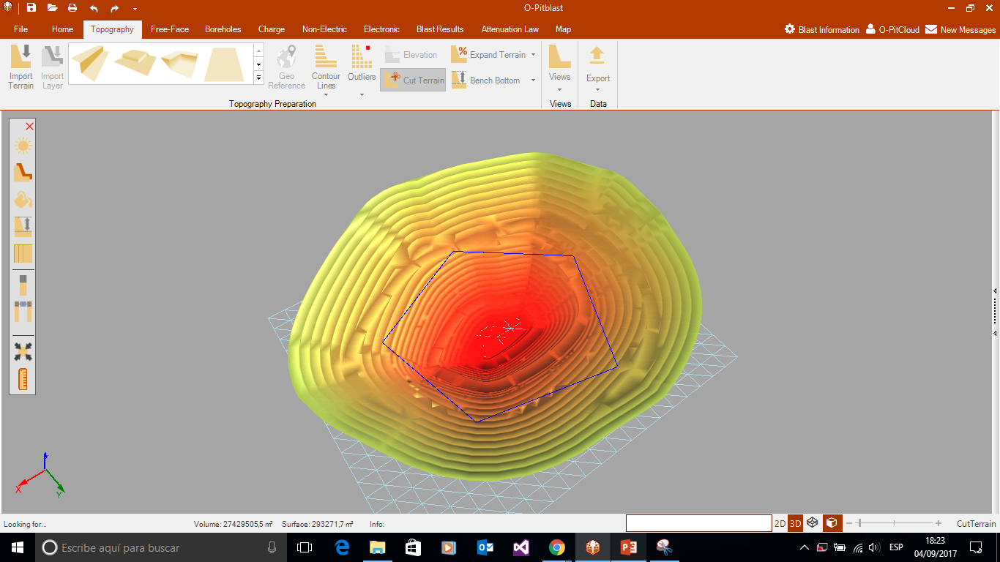 O-Pitblast
File Home Topography Free-Face Boreholes Charge Non-Electric Electronic Blast Results Attenuation Law Map Blast Information O-PitCloud New Messages
Import Terrain
Import Layer
Geo Reference
Contour Lines
Outliers
Elevation
Cut Terrain
Expand Terrain
Bench Bottom
Views
Export
Topography Preparation Views Data
X
Y
Looking for... Volume: 27429505,5 m³ Surface: 293271,7 m² Info: 2D 3D CutTerrain
Escribe aquí para buscar
ESP
18:23
04/09/2017